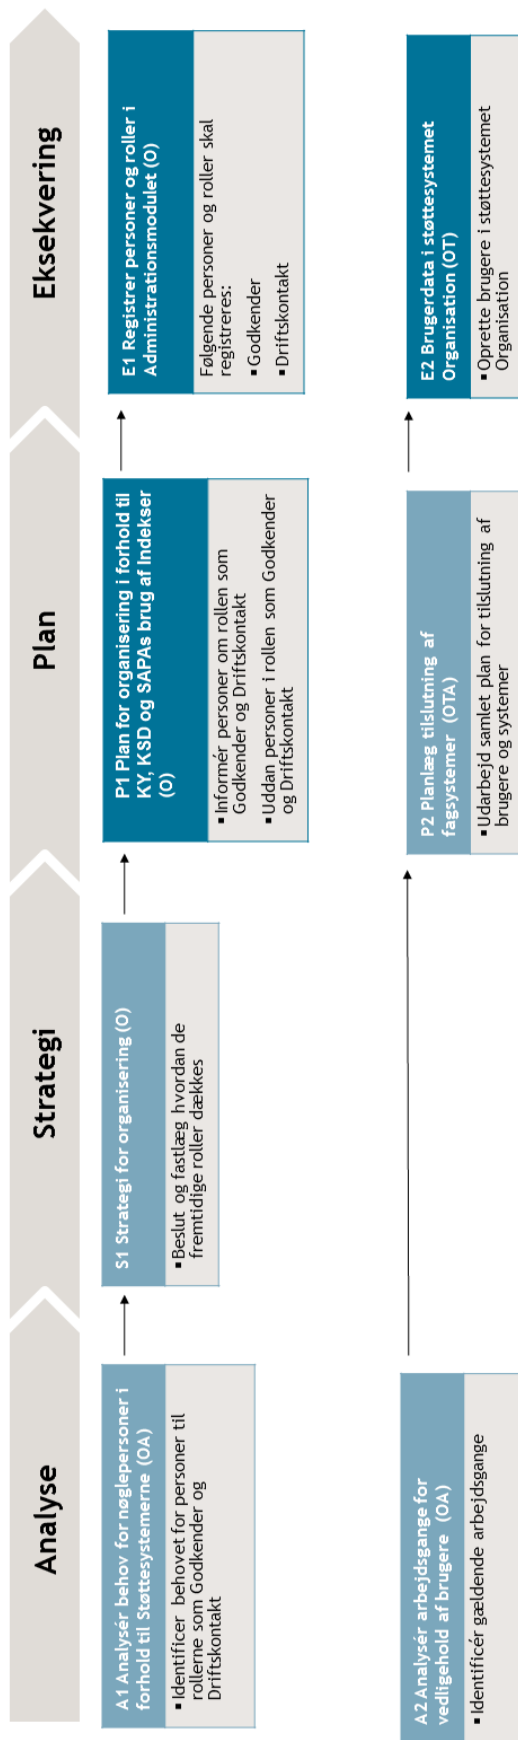 Analyse
Strategi
Plan
Eksekvering
A1 Analysér behov for nøglepersoner i
forhold til Støttesystemerne (OA)
▪ Identificer behovet for personer til
rollerne som Godkender og
Driftskontakt
S1 Strategi for organisering (O)
▪ Beslut og fastlæg hvordan de
fremtidige roller dækkes
P1 Plan for organisering i forhold til
KY, KSD og SAPAs brug af Indekser
(O)
▪ Informér personer om rollen som
Godkender og Driftskontakt
▪ Uddan personer i rollen som Godkender
og Driftskontakt
E1 Registrer personer og roller i
Administrationsmodulet (O)
Følgende personer og roller skal
registreres:
▪ Godkender
▪ Driftskontakt
A2 Analysér arbejdsgange for
vedligehold af brugere (OA)
▪ Identificér gældende arbejdsgange
P2 Planlæg tilslutning af
fagsystemer (OTA)
▪ Udarbejd samlet plan for tilslutning af
brugere og systemer
E2 Brugerdata i støttesystemet
Organisation (OT)
▪ Oprette brugere i støttesystemet
Organisation